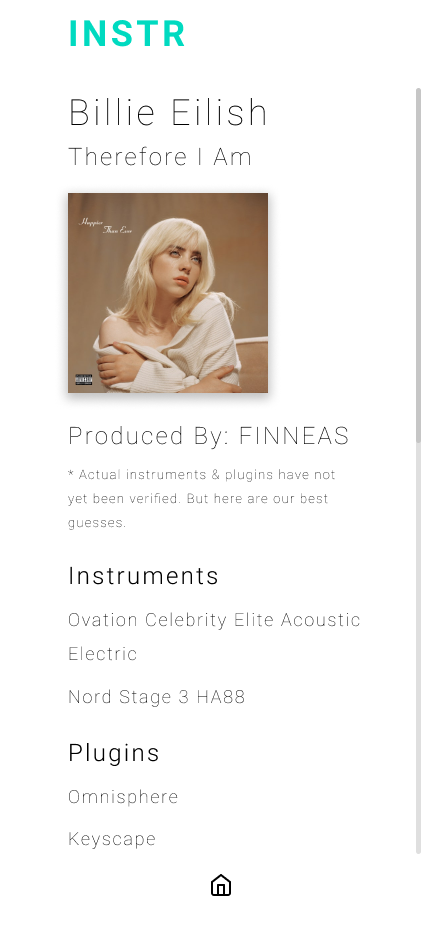 INSTR
Billie Eilish
Therefore I Am
Happier
Than Ever
Produced By: FINNEAS
* Actual instruments & plugins have not
yet been verified. But here are our best
guesses.
Instruments
Ovation Celebrity Elite Acoustic
Electric
Nord Stage 3 HA88
Plugins
Omnisphere
Keyscape